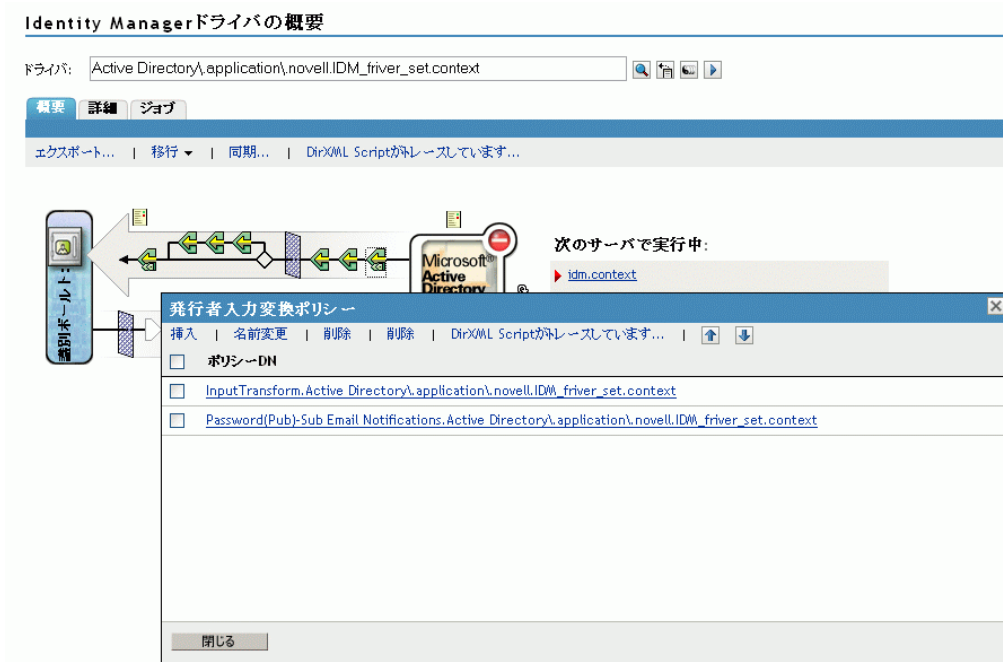 Identity Managerドライバの概要
ドライバ: Active Directory\.application\.novell.IDM_friver_set.context
概要 詳細 ジョブ
エクスポート... | 移行 | 同期... | DirXML Scriptがトレースしています...
Microsoft®
Active
Directory
識別ボールト:
次のサーバで実行中:
idm.context
発行者入力変換ポリシー
挿入 | 名前変更 | 削除 | 削除 | DirXML Scriptがトレースしています... |
ポリシーDN
InputTransform.Active Directory\.application\.novell.IDM_friver_set.context
Password(Pub)-Sub Email Notifications.Active Directory\.application\.novell.IDM_friver_set.context
閉じる